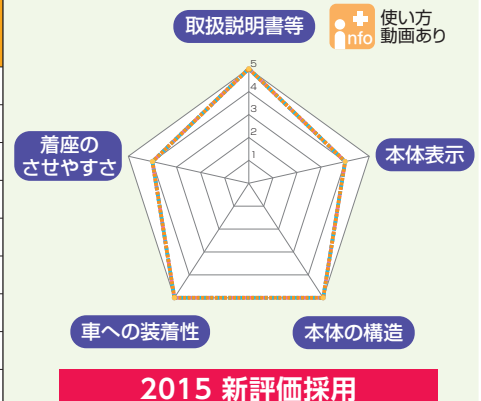 取扱説明書等
info
使い方
動画あり
5
4
3
2
1
着座の
させやすさ
本体表示
車への装着性
本体の構造
2015 新評価採用